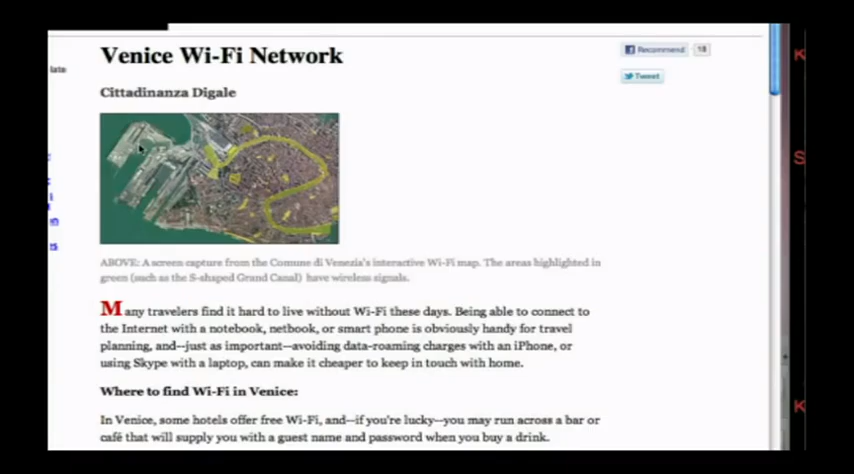 Venice Wi-Fi Network
Recommend 18
Tweet
Cittadinanza Digale
ABOVE: A screen capture from the Comune di Venezia's interactive Wi-Fi map. The areas highlighted in
green (such as the S-shaped Grand Canal) have wireless signals.
Many travelers find it hard to live without Wi-Fi these days. Being able to connect to
the Internet with a notebook, netbook, or smart phone is obviously handy for travel
planning, and--just as important--avoiding data-roaming charges with an iPhone, or
using Skype with a laptop, can make it cheaper to keep in touch with home.
Where to find Wi-Fi in Venice:
In Venice, some hotels offer free Wi-Fi, and--if you're lucky--you may run across a bar or
café that will supply you with a guest name and password when you buy a drink.
K
S
K